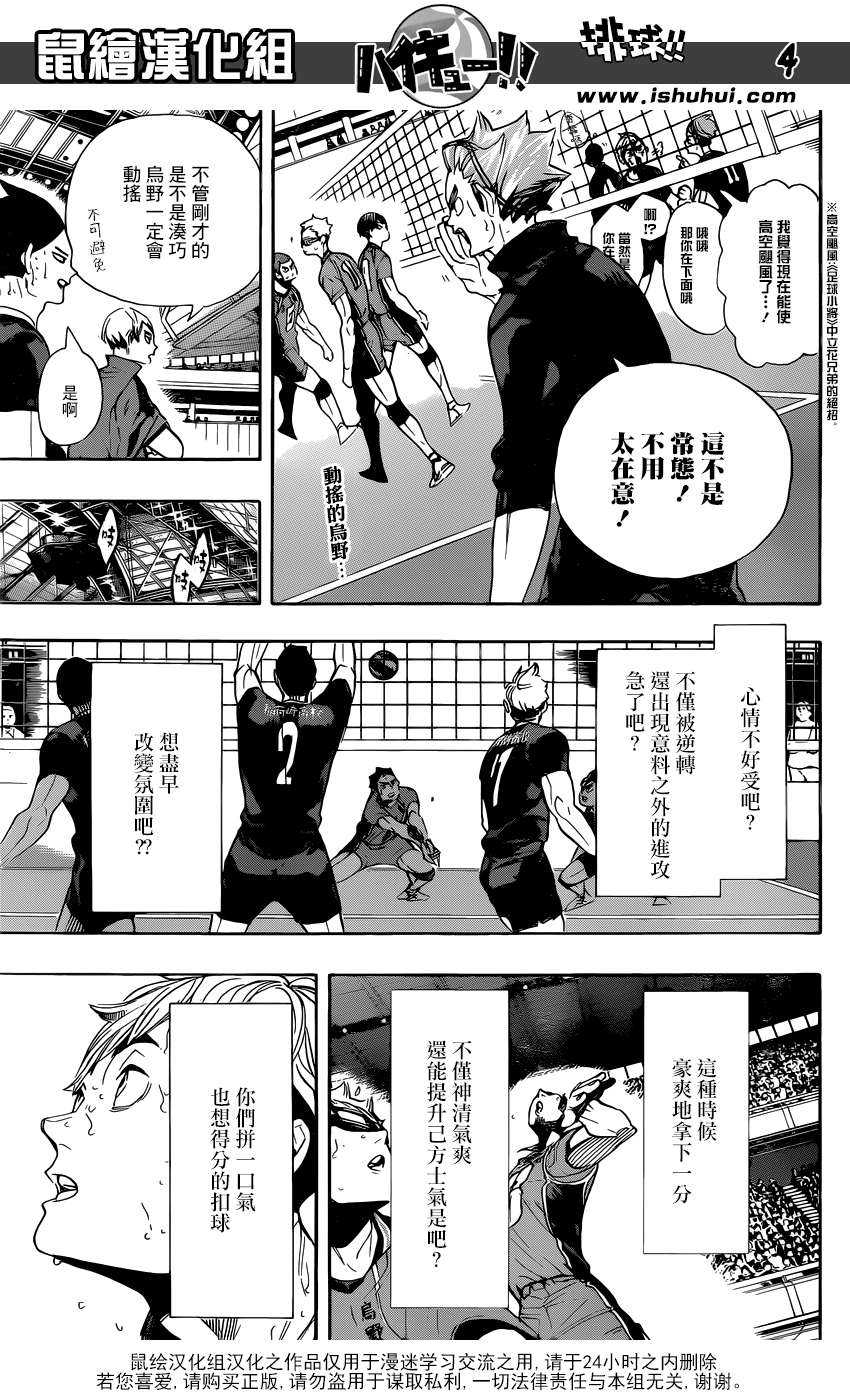 鼠繪漢化組
ハイキュー!!
排球!!
4
www.ishuhui.com
※高空颶風:《足球小將》中立花兄弟的絕招。
我覺得現在能使
高空颶風了…!
哦哦
那你在下面哦
啊!?
當然是
你在
這不是
常態!
不用
太在意!
動搖的烏野…
不管剛才的
是不是湊巧
烏野一定會
動搖
不可避免
是啊
心情不好受吧?
不僅被逆轉
還出現意料之外的進攻
急了吧?
2
想盡早
改變氛圍吧??
這種時候
豪爽地拿下一分
不僅神清氣爽
還能提升己方士氣是吧?
烏野
你們拼一口氣
也想得分的扣球
鼠绘汉化组汉化之作品仅用于漫迷学习交流之用,请于24小时之内删除
若您喜爱,请购买正版,请勿盗用于谋取私利,一切法律责任与本组无关,谢谢。